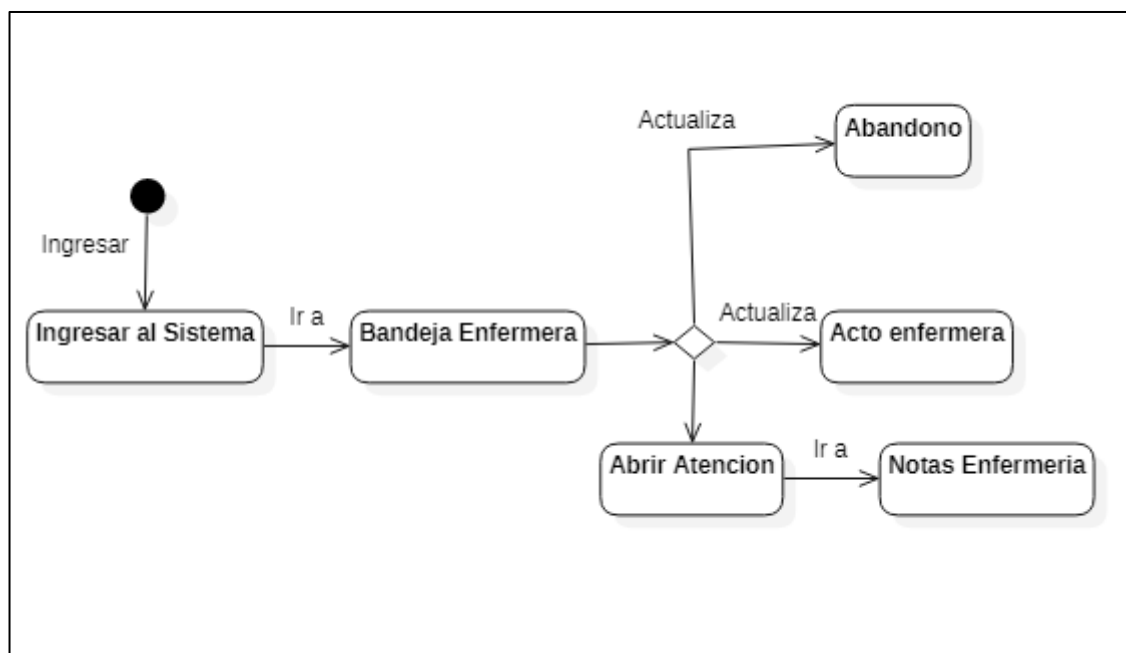 Actualiza
Abandono
Ingresar
Ingresar al Sistema
Ir a
Bandeja Enfermera
Actualiza
Acto enfermera
Abrir Atencion
Ir a
Notas Enfermeria